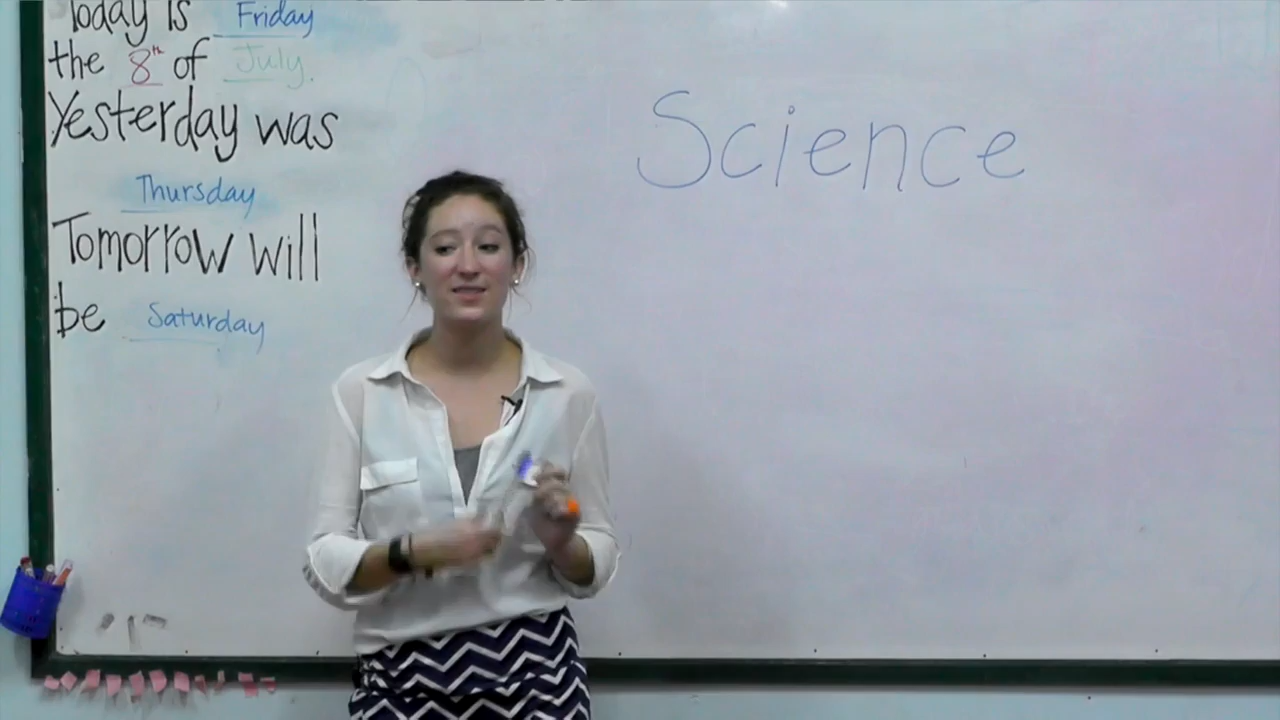 Today is Friday
the 8th of July.
Yesterday was
Thursday
Tomorrow will
be Saturday
Science